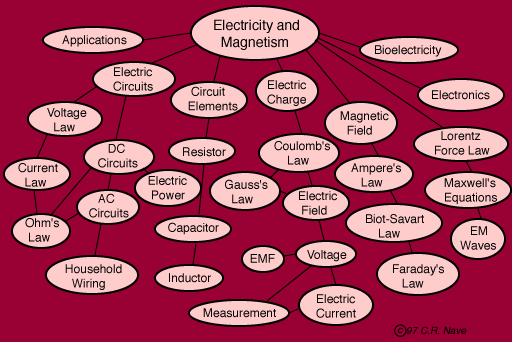 Electricity and
Magnetism
Applications
Bioelectricity
Electric
Circuits
Circuit
Elements
Electric
Charge
Electronics
Voltage
Law
Magnetic
Field
Lorentz
Force Law
DC
Circuits
Resistor
Coulomb's
Law
Current
Law
Electric
Power
Gauss's
Law
Ampere's
Law
Maxwell's
Equations
AC
Circuits
Electric
Field
Ohm's
Law
Capacitor
Biot-Savart
Law
EM
Waves
Household
Wiring
Inductor
EMF
Voltage
Faraday's
Law
Measurement
Electric
Current
©97 C.R. Nave